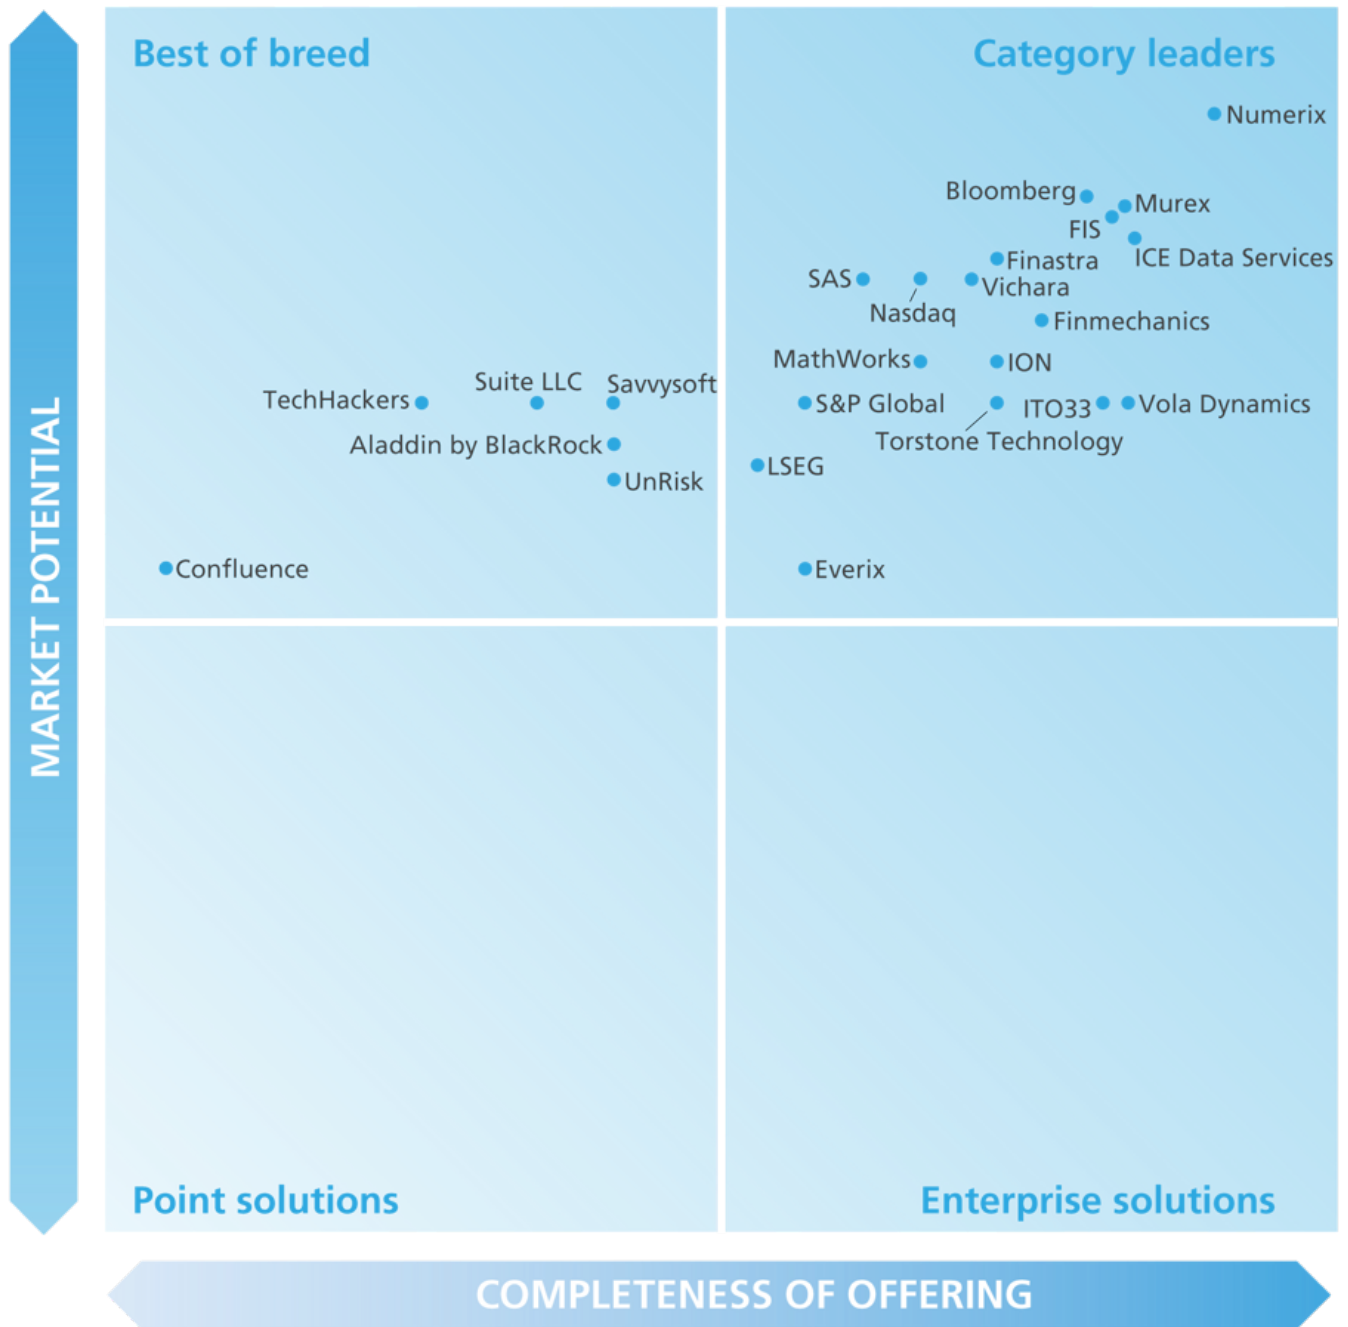 Best of breed
Category leaders
Numerix
Bloomberg
Murex
FIS
ICE Data Services
Finastra
SAS
Vichara
Nasdaq
Finmechanics
MathWorks
ION
Suite LLC
Savvysoft
TechHackers
S&P Global
ITO33
Vola Dynamics
Torstone Technology
Aladdin by BlackRock
LSEG
UnRisk
Confluence
Everix
MARKET POTENTIAL
Point solutions
Enterprise solutions
COMPLETENESS OF OFFERING